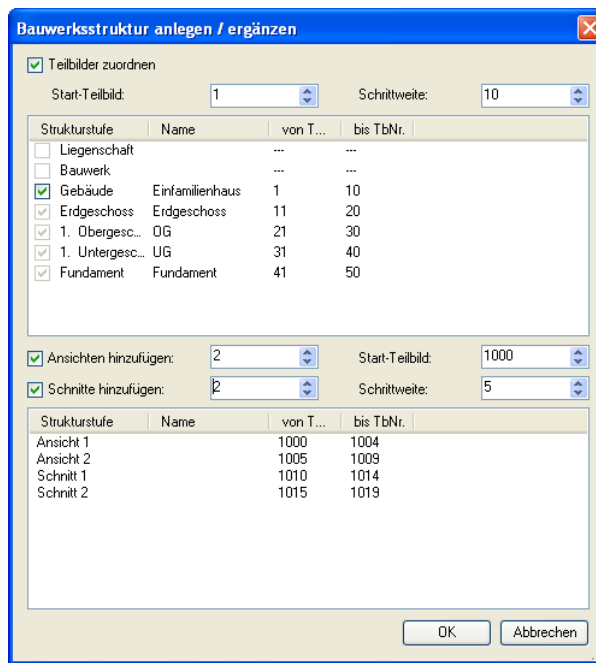 Bauwerksstruktur anlegen / ergänzen
Teilbilder zuordnen
Start-Teilbild: 1 Schrittweite: 10
Strukturstufe Name von T... bis TbNr.
Liegenschaft --- ---
Bauwerk --- ---
Gebäude Einfamilienhaus 1 10
Erdgeschoss Erdgeschoss 11 20
1. Obergesc... OG 21 30
1. Untergesc... UG 31 40
Fundament Fundament 41 50
Ansichten hinzufügen: 2 Start-Teilbild: 1000
Schnitte hinzufügen: 2 Schrittweite: 5
Strukturstufe Name von T... bis TbNr.
Ansicht 1 1000 1004
Ansicht 2 1005 1009
Schnitt 1 1010 1014
Schnitt 2 1015 1019
OK Abbrechen